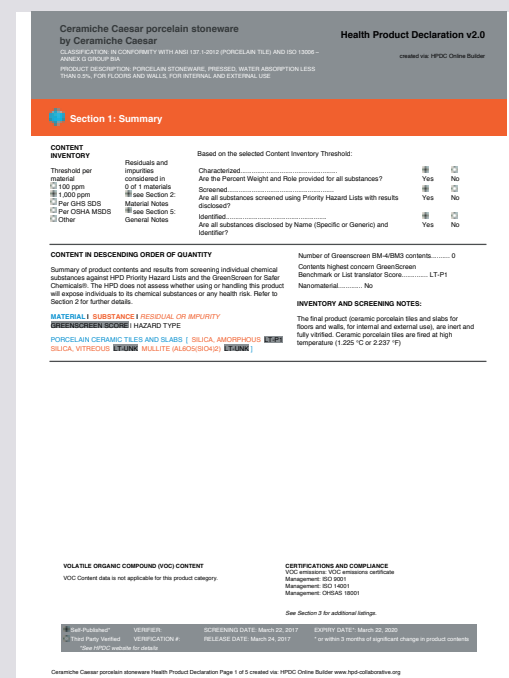 Ceramiche Caesar porcelain stoneware
by Ceramiche Caesar
CLASSIFICATION: IN CONFORMITY WITH ANSI 137.1-2012 (PORCELAIN TILE) AND ISO 13006 –
ANNEX G GROUP BIA
PRODUCT DESCRIPTION: PORCELAIN STONEWARE, PRESSED, WATER ABSORPTION LESS
THAN 0.5%, FOR FLOORS AND WALLS, FOR INTERNAL AND EXTERNAL USE
Health Product Declaration v2.0
created via: HPDC Online Builder
Section 1: Summary
CONTENT
INVENTORY
Threshold per
material
100 ppm
1,000 ppm
Per GHS SDS
Per OSHA MSDS
Other
Residuals and
impurities
considered in
0 of 1 materials
see Section 2:
Material Notes
see Section 5:
General Notes
Based on the selected Content Inventory Threshold:
Characterized....................................................
Are the Percent Weight and Role provided for all substances? Yes No
Screened...........................................................
Are all substances screened using Priority Hazard Lists with results Yes No
disclosed?
Identified...........................................................
Are all substances disclosed by Name (Specific or Generic) and Yes No
Identifier?
CONTENT IN DESCENDING ORDER OF QUANTITY
Summary of product contents and results from screening individual chemical
substances against HPD Priority Hazard Lists and the GreenScreen for Safer
Chemicals®. The HPD does not assess whether using or handling this product
will expose individuals to its chemical substances or any health risk. Refer to
Section 2 for further details.
MATERIAL I SUBSTANCE I RESIDUAL OR IMPURITY
GREENSCREEN SCORE I HAZARD TYPE
PORCELAIN CERAMIC TILES AND SLABS [ SILICA, AMORPHOUS LT-P1
SILICA, VITREOUS LT-UNK MULLITE (AL6O5(SIO4)2) LT-UNK ]
Number of Greenscreen BM-4/BM3 contents......... 0
Contents highest concern GreenScreen
Benchmark or List translator Score............. LT-P1
Nanomaterial............ No
INVENTORY AND SCREENING NOTES:
The final product (ceramic porcelain tiles and slabs for
floors and walls, for internal and external use), are inert and
fully vitrified. Ceramic porcelain tiles are fired at high
temperature (1.225 °C or 2.237 °F)
VOLATILE ORGANIC COMPOUND (VOC) CONTENT
VOC Content data is not applicable for this product category.
CERTIFICATIONS AND COMPLIANCE
VOC emissions: VOC emissions certificate
Management: ISO 9001
Management: ISO 14001
Management: OHSAS 18001
See Section 3 for additional listings.
Self-Published* VERIFIER: SCREENING DATE: March 22, 2017 EXPIRY DATE*: March 22, 2020
Third Party Verified VERIFICATION #: RELEASE DATE: March 24, 2017 * or within 3 months of significant change in product contents
*See HPDC website for details
Ceramiche Caesar porcelain stoneware Health Product Declaration Page 1 of 5 created via: HPDC Online Builder www.hpd-collaborative.org